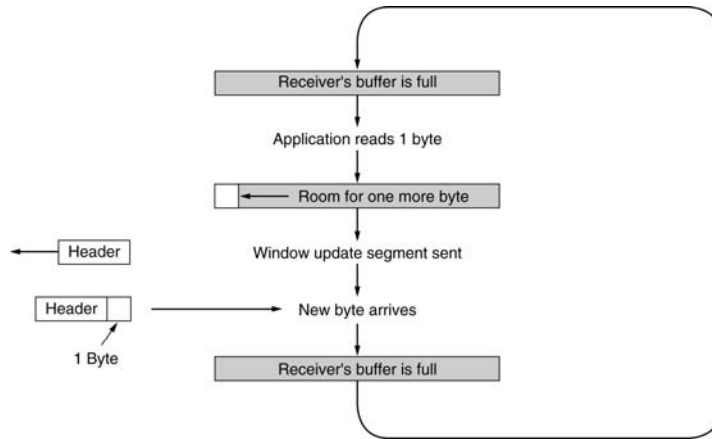 Receiver's buffer is full
Application reads 1 byte
Room for one more byte
Header
Window update segment sent
Header
New byte arrives
1 Byte
Receiver's buffer is full